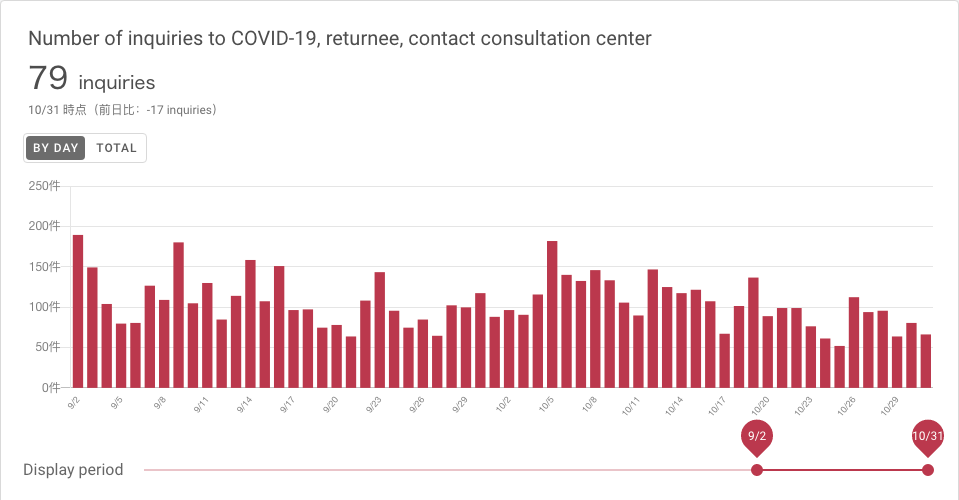 Number of inquiries to COVID-19, returnee, contact consultation center
79 inquiries
10/31 時点（前日比：-17 inquiries）
BY DAY TOTAL
250件
200件
150件
100件
50件
0件
9/2 9/5 9/8 9/11 9/14 9/17 9/20 9/23 9/26 9/29 10/2 10/5 10/8 10/11 10/14 10/17 10/20 10/23 10/26 10/29
9/2 10/31
Display period